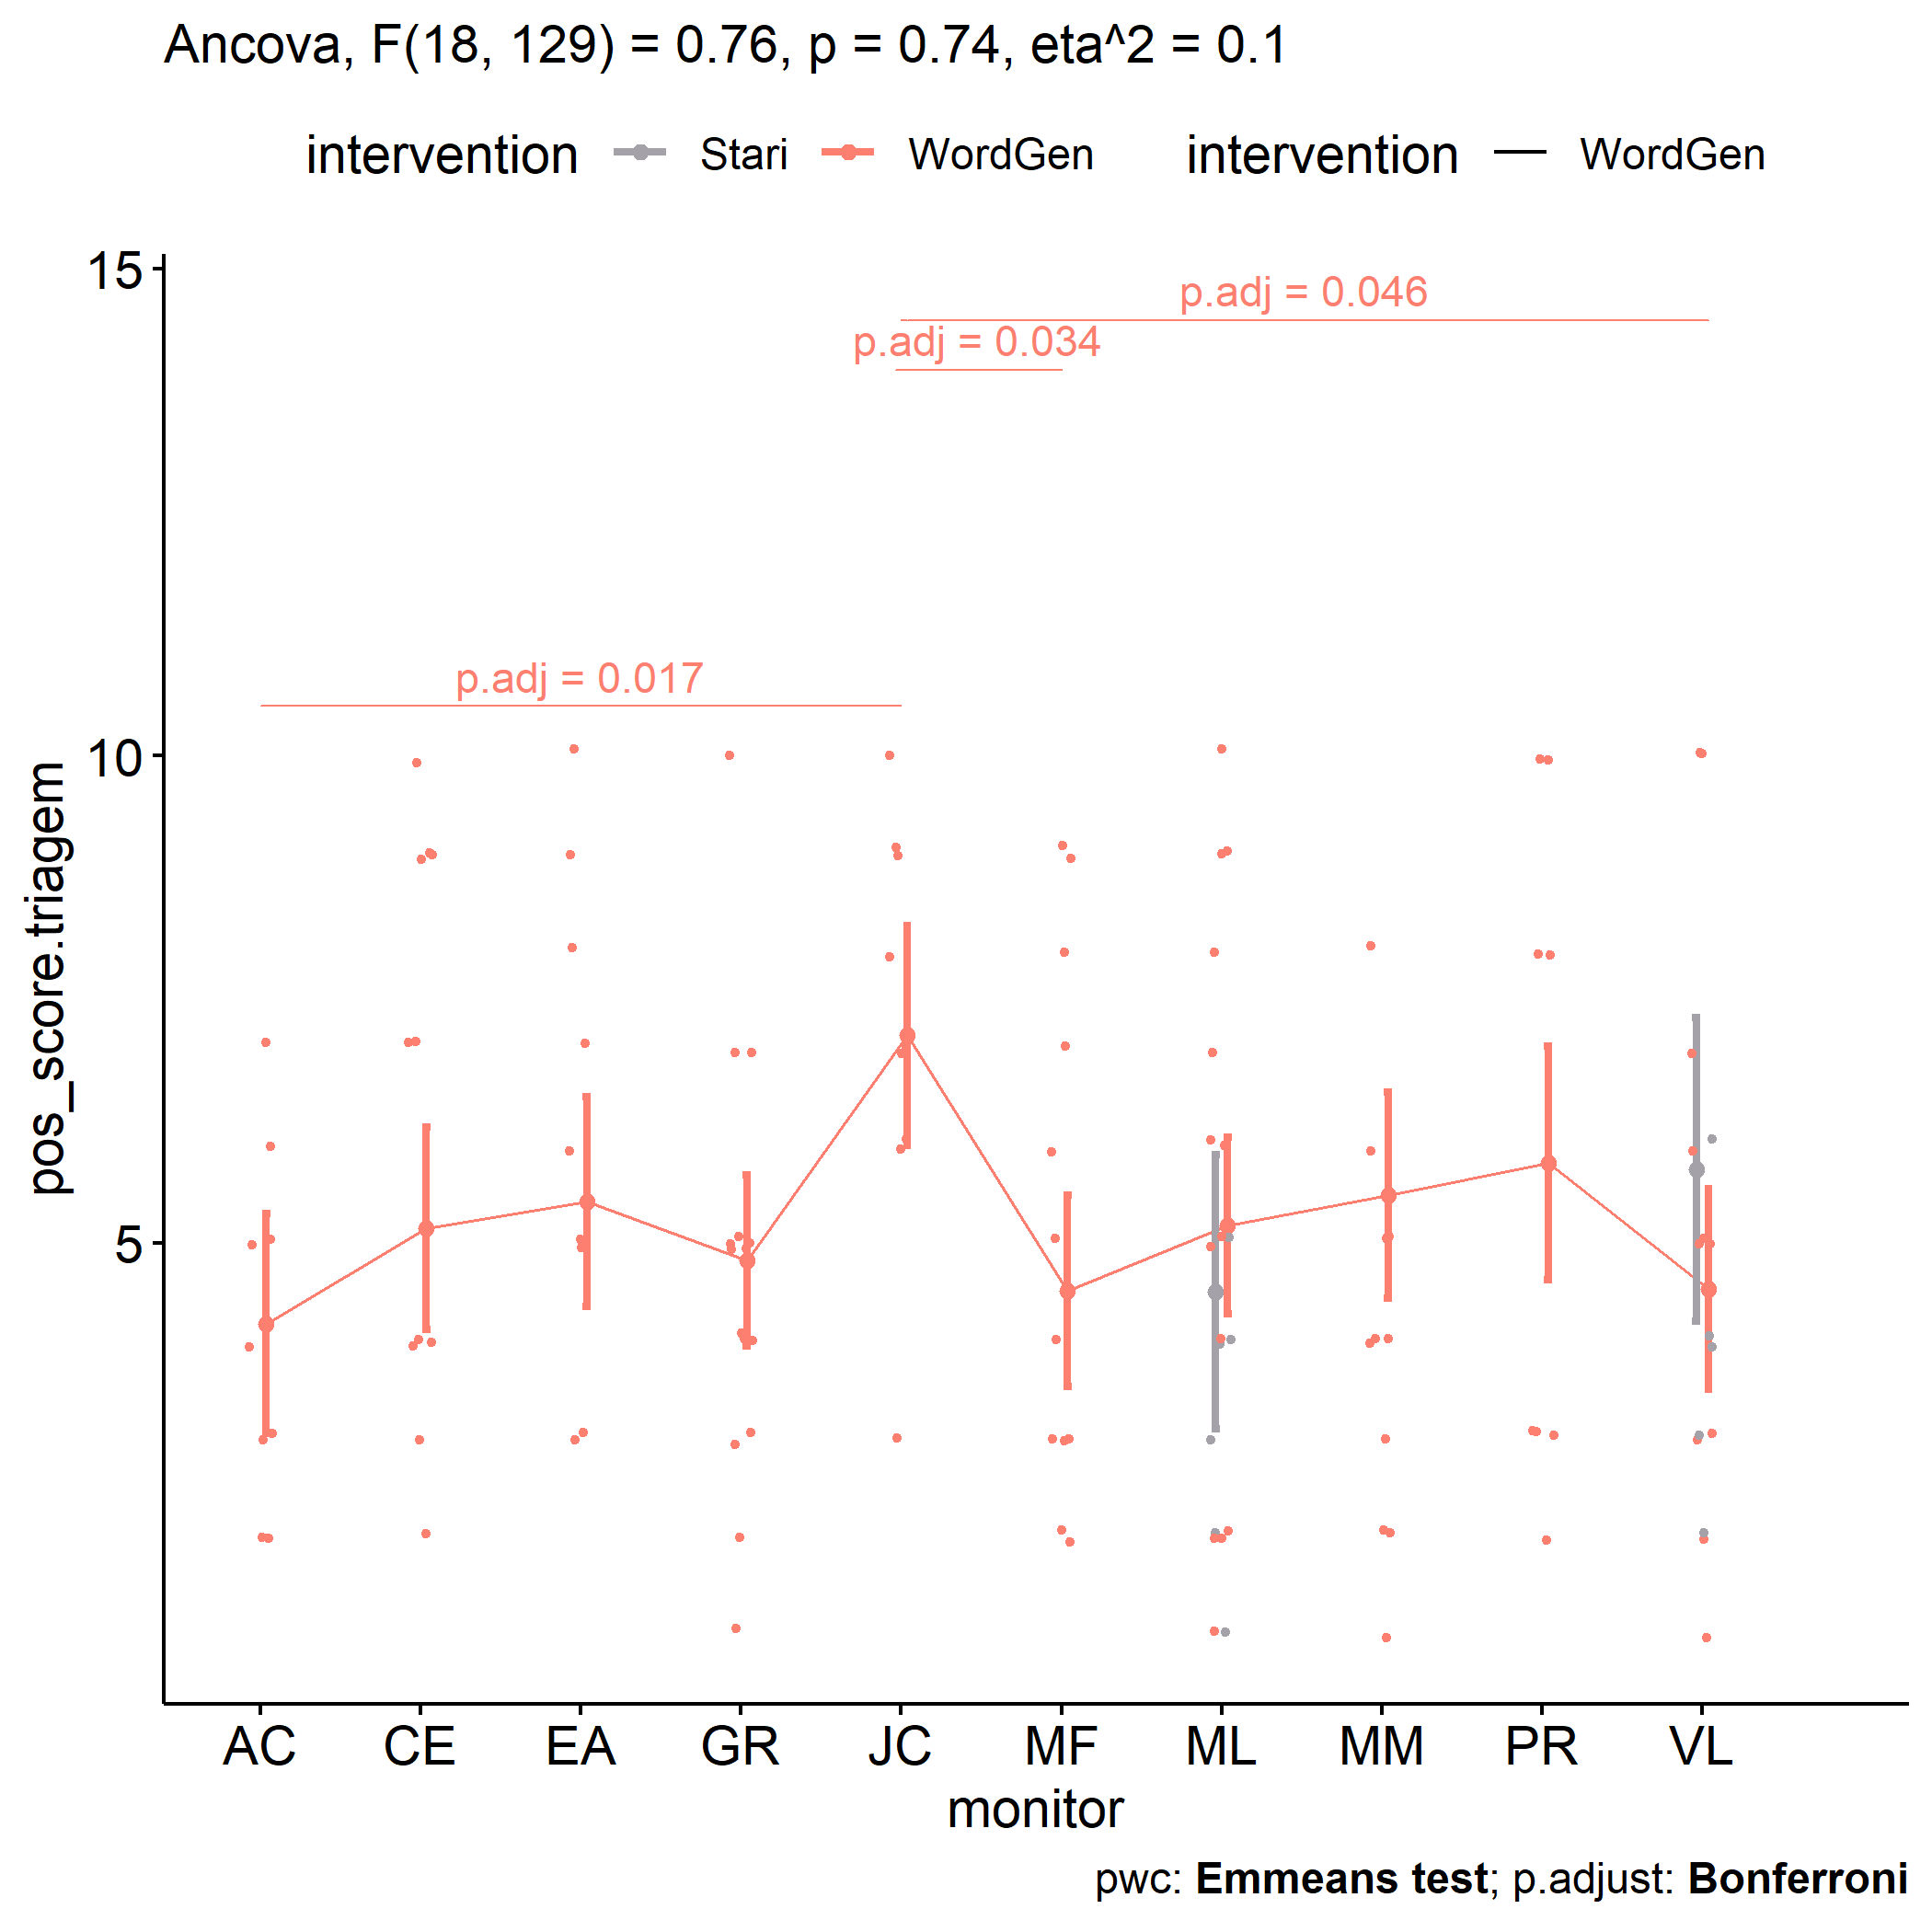 Ancova, F(18, 129) = 0.76, p = 0.74, eta^2 = 0.1
intervention Stari WordGen intervention WordGen
15
p.adj = 0.046
p.adj = 0.034
p.adj = 0.017
10
5
pos_score.triagem
AC CE EA GR JC MF ML MM PR VL
monitor
pwc: Emmeans test; p.adjust: Bonferroni